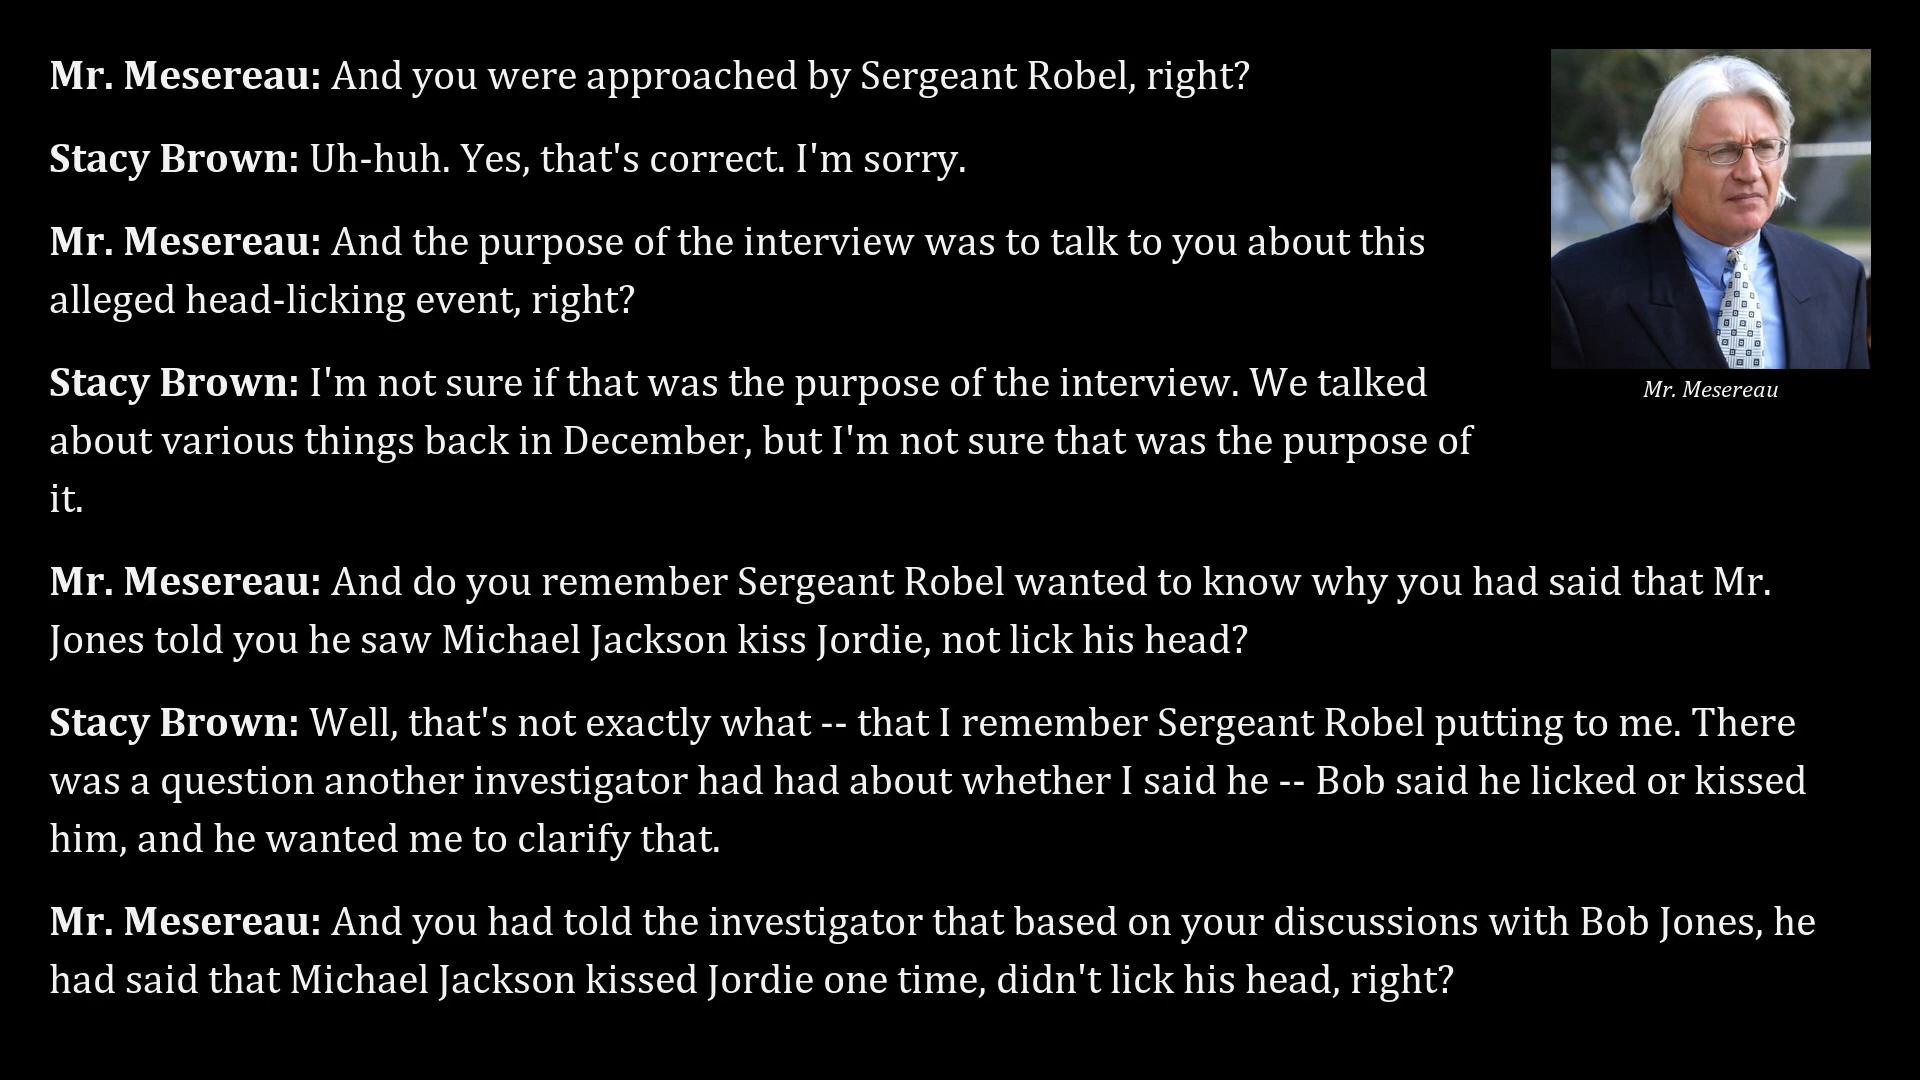 Mr. Mesereau: And you were approached by Sergeant Robel, right?
Stacy Brown: Uh-huh. Yes, that's correct. I'm sorry.
Mr. Mesereau: And the purpose of the interview was to talk to you about this
alleged head-licking event, right?
Stacy Brown: I'm not sure if that was the purpose of the interview. We talked
about various things back in December, but I'm not sure that was the purpose of
it.
Mr. Mesereau
Mr. Mesereau: And do you remember Sergeant Robel wanted to know why you had said that Mr.
Jones told you he saw Michael Jackson kiss Jordie, not lick his head?
Stacy Brown: Well, that's not exactly what -- that I remember Sergeant Robel putting to me. There
was a question another investigator had had about whether I said he -- Bob said he licked or kissed
him, and he wanted me to clarify that.
Mr. Mesereau: And you had told the investigator that based on your discussions with Bob Jones, he
had said that Michael Jackson kissed Jordie one time, didn't lick his head, right?